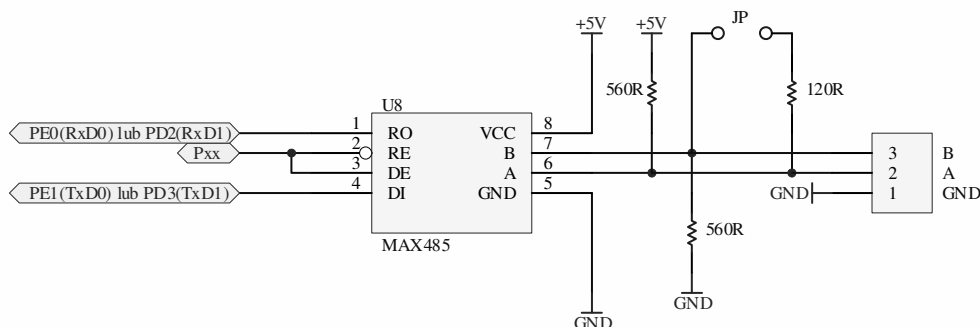 +5V
+5V
JP
560R
120R
U8
PE0(RxD0) lub PD2(RxD1)
1
RO
VCC
8
Pxx
2
RE
B
7
3
B
3
DE
A
6
2
A
PE1(TxD0) lub PD3(TxD1)
4
DI
GND
5
GND
1
GND
560R
MAX485
GND
GND